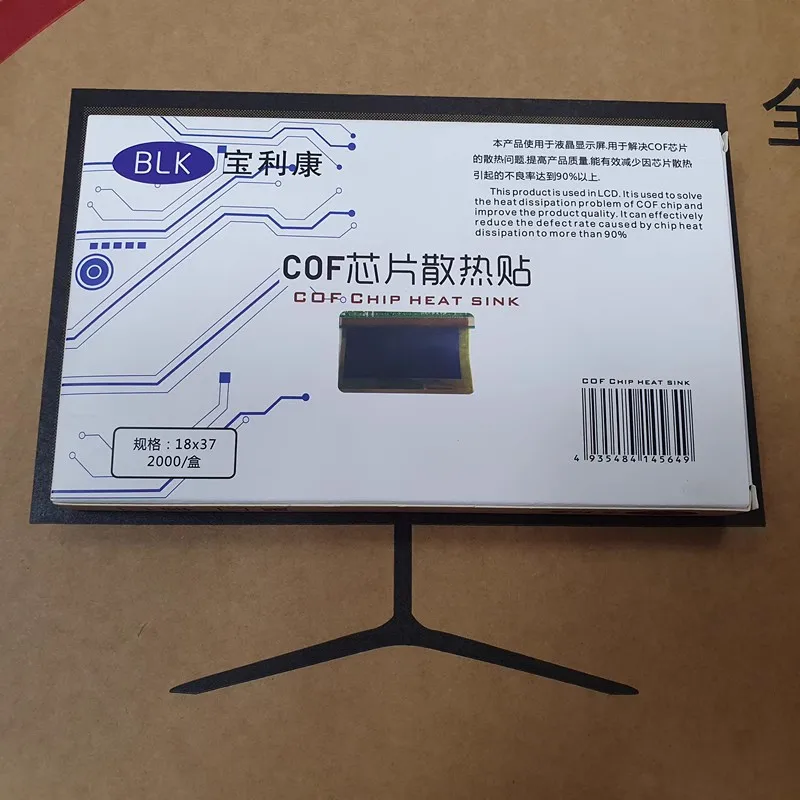 全
BLK 宝利康
本产品使用于液晶显示屏.用于解决COF芯片
的散热问题.提高产品质量.能有效减少因芯片散热
引起的不良率达到90%以上.
This product is used in LCD. It is used to solve
the heat dissipation problem of COF chip and
improve the product quality. It can effectively
reduce the defect rate caused by chip heat
dissipation to more than 90%
COF芯片散热贴
COF CHIP HEAT SINK
COF CHIP HEAT SINK
4 935484 145649
规格：18x37
2000/盒